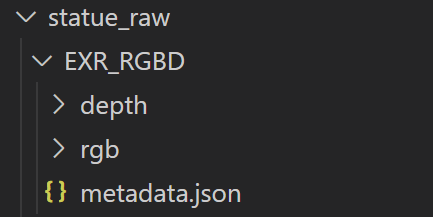 statue_raw
EXR_RGBD
depth
rgb
{} metadata.json